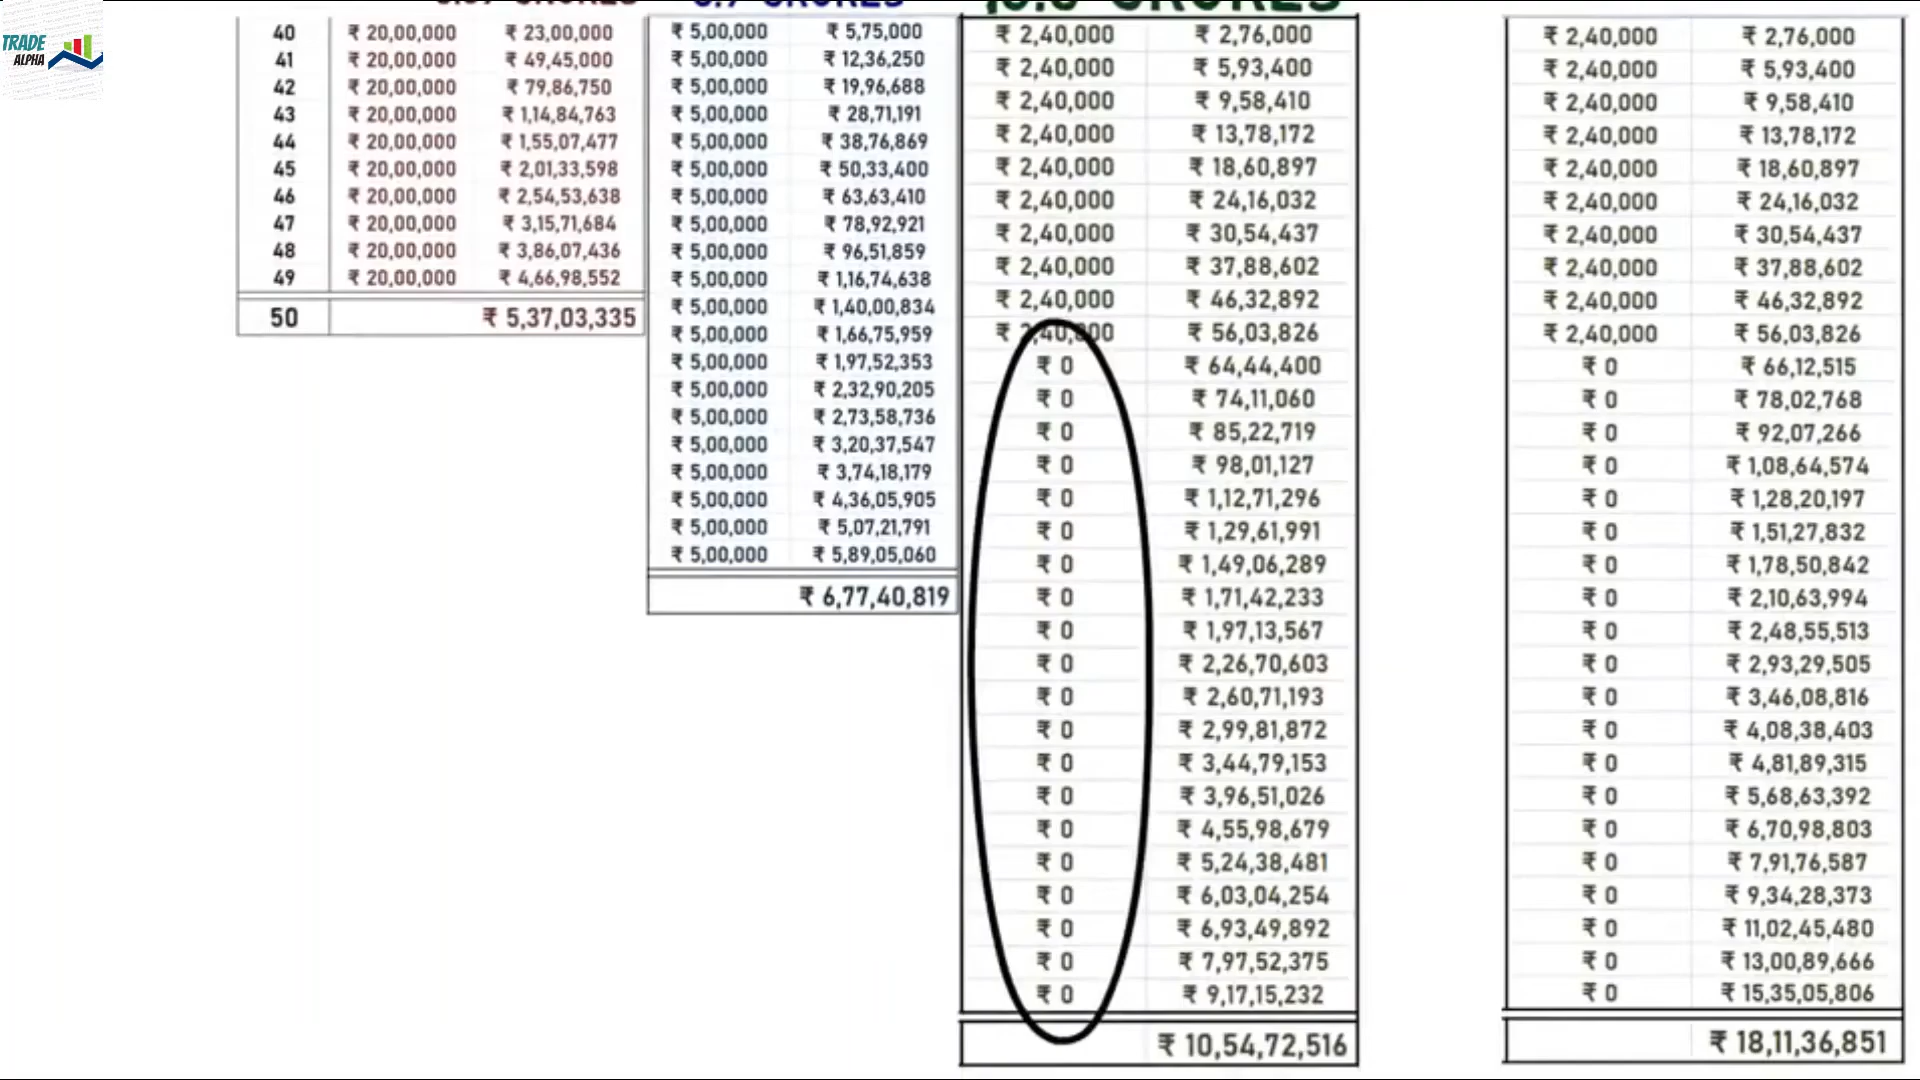 TRADE
ALPHA
CRORES
40 ₹ 20,00,000 ₹ 23,00,000
41 ₹ 20,00,000 ₹ 49,45,000
42 ₹ 20,00,000 ₹ 79,86,750
43 ₹ 20,00,000 ₹ 1,14,84,763
44 ₹ 20,00,000 ₹ 1,55,07,477
45 ₹ 20,00,000 ₹ 2,01,33,598
46 ₹ 20,00,000 ₹ 2,54,53,638
47 ₹ 20,00,000 ₹ 3,15,71,684
48 ₹ 20,00,000 ₹ 3,86,07,436
49 ₹ 20,00,000 ₹ 4,66,98,552
50 ₹ 5,37,03,335
CRORES
₹ 5,00,000 ₹ 5,75,000
₹ 5,00,000 ₹ 12,36,250
₹ 5,00,000 ₹ 19,96,688
₹ 5,00,000 ₹ 28,71,191
₹ 5,00,000 ₹ 38,76,869
₹ 5,00,000 ₹ 50,33,400
₹ 5,00,000 ₹ 63,63,410
₹ 5,00,000 ₹ 78,92,921
₹ 5,00,000 ₹ 96,51,859
₹ 5,00,000 ₹ 1,16,74,638
₹ 5,00,000 ₹ 1,40,00,834
₹ 5,00,000 ₹ 1,66,75,959
₹ 5,00,000 ₹ 1,97,52,353
₹ 5,00,000 ₹ 2,32,90,205
₹ 5,00,000 ₹ 2,73,58,736
₹ 5,00,000 ₹ 3,20,37,547
₹ 5,00,000 ₹ 3,74,18,179
₹ 5,00,000 ₹ 4,36,05,905
₹ 5,00,000 ₹ 5,07,21,791
₹ 5,00,000 ₹ 5,89,05,060
₹ 6,77,40,819
CRORES
₹ 2,40,000 ₹ 2,76,000
₹ 2,40,000 ₹ 5,93,400
₹ 2,40,000 ₹ 9,58,410
₹ 2,40,000 ₹ 13,78,172
₹ 2,40,000 ₹ 18,60,897
₹ 2,40,000 ₹ 24,16,032
₹ 2,40,000 ₹ 30,54,437
₹ 2,40,000 ₹ 37,88,602
₹ 2,40,000 ₹ 46,32,892
₹ 2,40,000 ₹ 56,03,826
₹ 0 ₹ 64,44,400
₹ 0 ₹ 74,11,060
₹ 0 ₹ 85,22,719
₹ 0 ₹ 98,01,127
₹ 0 ₹ 1,12,71,296
₹ 0 ₹ 1,29,61,991
₹ 0 ₹ 1,49,06,289
₹ 0 ₹ 1,71,42,233
₹ 0 ₹ 1,97,13,567
₹ 0 ₹ 2,26,70,603
₹ 0 ₹ 2,60,71,193
₹ 0 ₹ 2,99,81,872
₹ 0 ₹ 3,44,79,153
₹ 0 ₹ 3,96,51,026
₹ 0 ₹ 4,55,98,679
₹ 0 ₹ 5,24,38,481
₹ 0 ₹ 6,03,04,254
₹ 0 ₹ 6,93,49,892
₹ 0 ₹ 7,97,52,375
₹ 0 ₹ 9,17,15,232
₹ 10,54,72,516
₹ 2,40,000 ₹ 2,76,000
₹ 2,40,000 ₹ 5,93,400
₹ 2,40,000 ₹ 9,58,410
₹ 2,40,000 ₹ 13,78,172
₹ 2,40,000 ₹ 18,60,897
₹ 2,40,000 ₹ 24,16,032
₹ 2,40,000 ₹ 30,54,437
₹ 2,40,000 ₹ 37,88,602
₹ 2,40,000 ₹ 46,32,892
₹ 2,40,000 ₹ 56,03,826
₹ 0 ₹ 66,12,515
₹ 0 ₹ 78,02,768
₹ 0 ₹ 92,07,266
₹ 0 ₹ 1,08,64,574
₹ 0 ₹ 1,28,20,197
₹ 0 ₹ 1,51,27,832
₹ 0 ₹ 1,78,50,842
₹ 0 ₹ 2,10,63,994
₹ 0 ₹ 2,48,55,513
₹ 0 ₹ 2,93,29,505
₹ 0 ₹ 3,46,08,816
₹ 0 ₹ 4,08,38,403
₹ 0 ₹ 4,81,89,315
₹ 0 ₹ 5,68,63,392
₹ 0 ₹ 6,70,98,803
₹ 0 ₹ 7,91,76,587
₹ 0 ₹ 9,34,28,373
₹ 0 ₹ 11,02,45,480
₹ 0 ₹ 13,00,89,666
₹ 0 ₹ 15,35,05,806
₹ 18,11,36,851